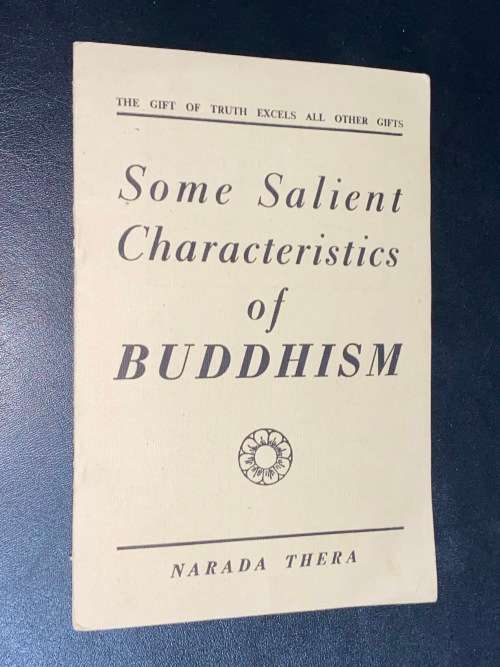 THE GIFT OF TRUTH EXCELS ALL OTHER GIFTS
Some Salient
Characteristics
of
BUDDHISM
NARADA THERA